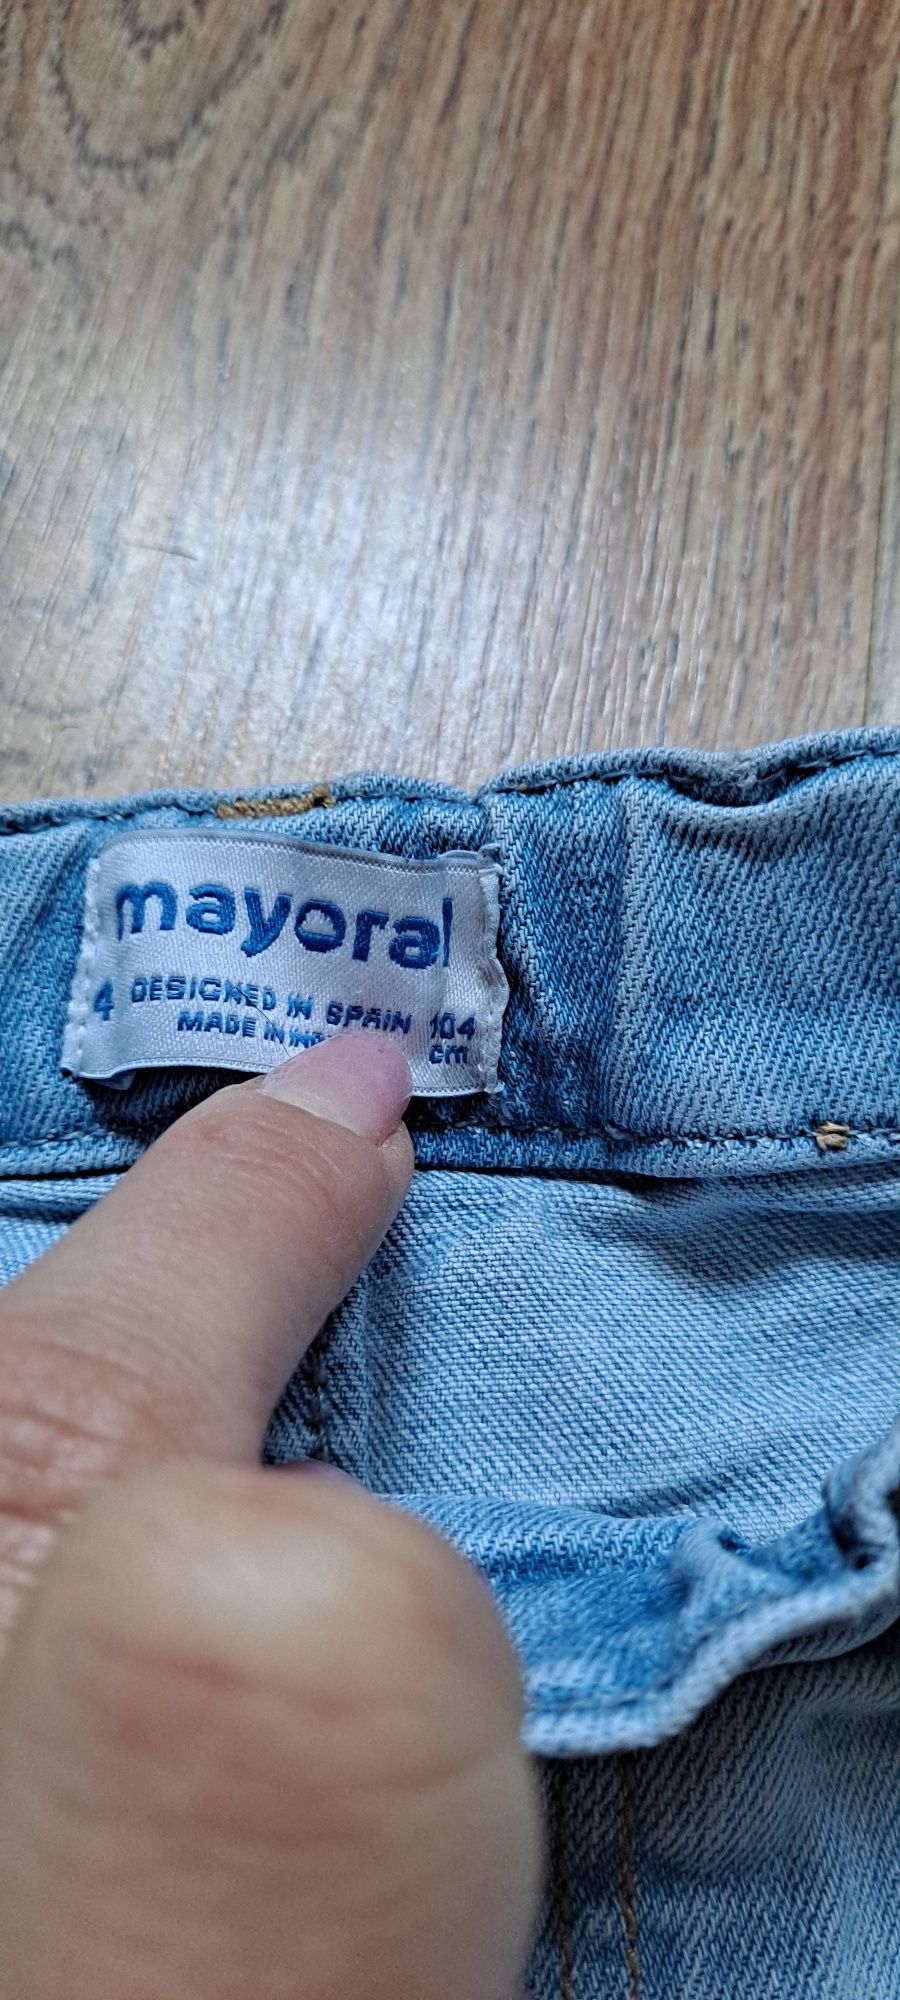 mayoral
4 DESIGNED IN SPAIN 104
MADE IN cm